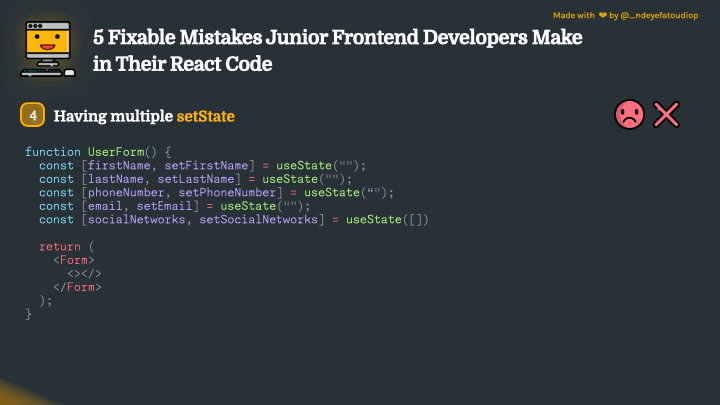 Made with ❤ by @_ndeyefatoudiop
5 Fixable Mistakes Junior Frontend Developers Make
in Their React Code
4 Having multiple setState
function UserForm() {
  const [firstName, setFirstName] = useState("");
  const [lastName, setLastName] = useState("");
  const [phoneNumber, setPhoneNumber] = useState(“");
  const [email, setEmail] = useState("");
  const [socialNetworks, setSocialNetworks] = useState([])
  return (
    <Form>
      <></>
    </Form>
  );
}